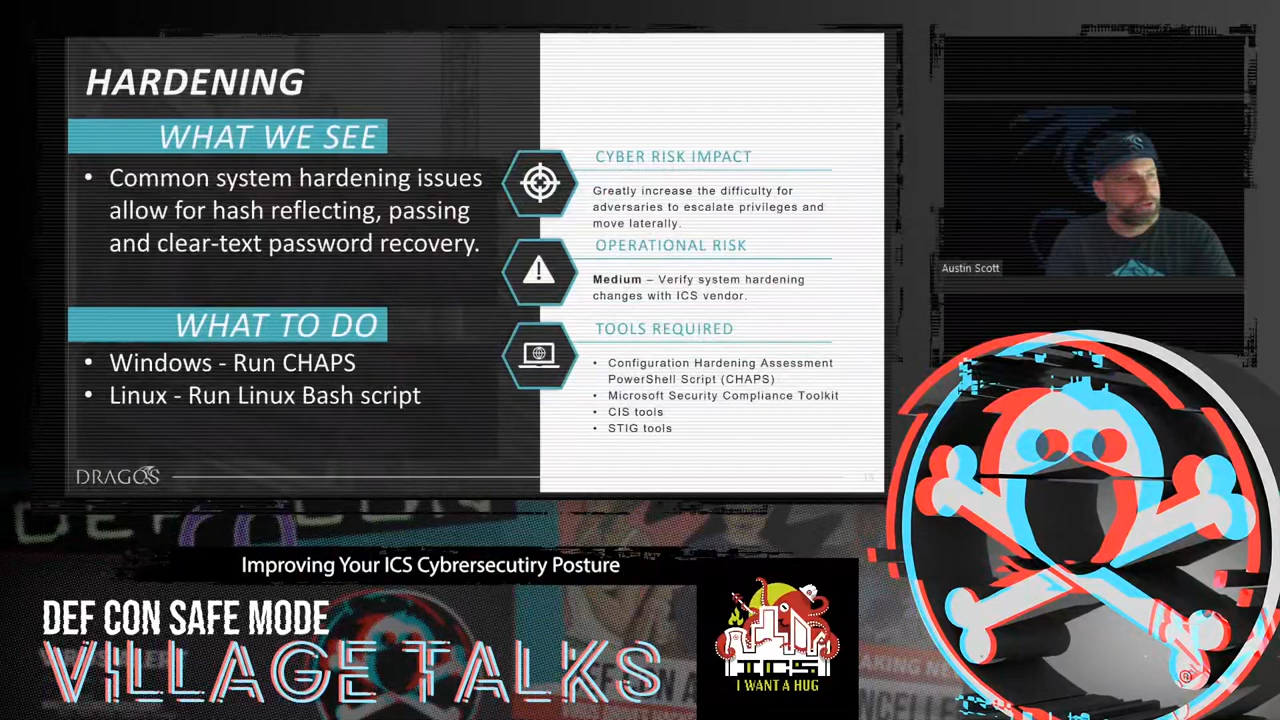 HARDENING
WHAT WE SEE
• Common system hardening issues
allow for hash reflecting, passing
and clear-text password recovery.
WHAT TO DO
• Windows - Run CHAPS
• Linux - Run Linux Bash script
CYBER RISK IMPACT
Greatly increase the difficulty for
adversaries to escalate privileges and
move laterally.
OPERATIONAL RISK
Medium – Verify system hardening
changes with ICS vendor.
TOOLS REQUIRED
• Configuration Hardening Assessment
PowerShell Script (CHAPS)
• Microsoft Security Compliance Toolkit
• CIS tools
• STIG tools
DRAGOS
Austin Scott
Improving Your ICS Cybrersecutiry Posture
DEF CON SAFE MODE
VILLAGE TALKS
ICS
I WANT A HUG
®